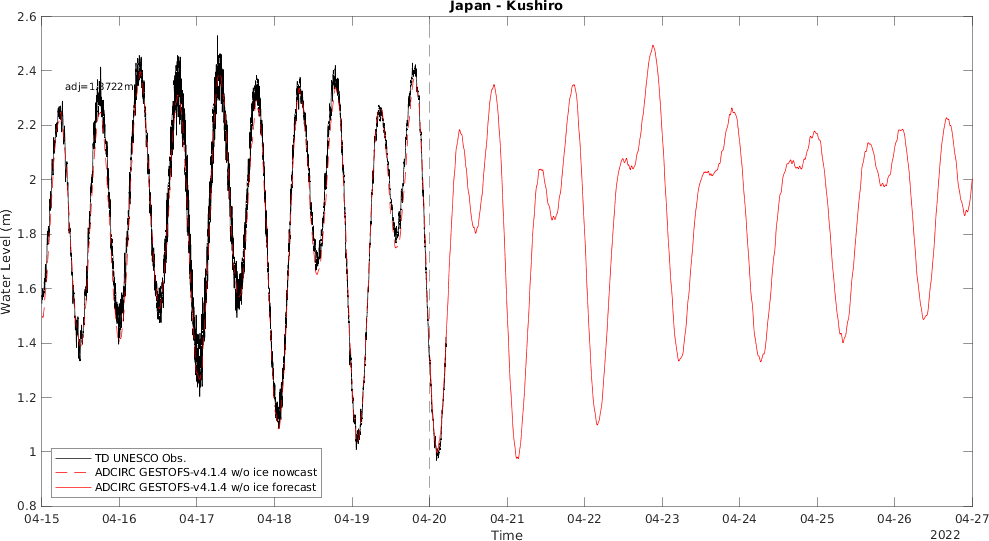 Japan - Kushiro
2.6
2.4
2.2
2
1.8
1.6
1.4
1.2
1
0.8
Water Level (m)
adj=1.3722m
TD UNESCO Obs.
ADCIRC GESTOFS-v4.1.4 w/o ice nowcast
ADCIRC GESTOFS-v4.1.4 w/o ice forecast
04-15 04-16 04-17 04-18 04-19 04-20 04-21 04-22 04-23 04-24 04-25 04-26 04-27
Time
2022